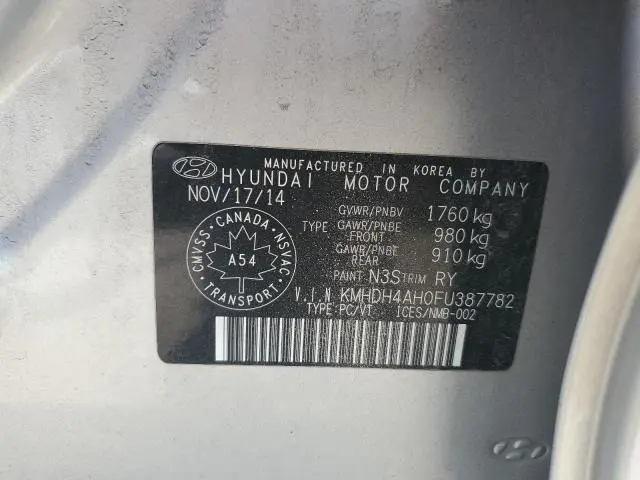 MANUFACTURED IN KOREA BY
HYUNDAI MOTOR COMPANY
NOV/17/14
CMVSS · CANADA · NSVAC
A54
TRANSPORT
TYPE
GVWR/PNBV 1760 kg
GAWR/PNBE FRONT 980 kg
GAWR/PNBE REAR 910 kg
PAINT N3S TRIM RY
V.I.N KMHDH4AH0FU387782
TYPE:PC/VT ICES/NMB-002